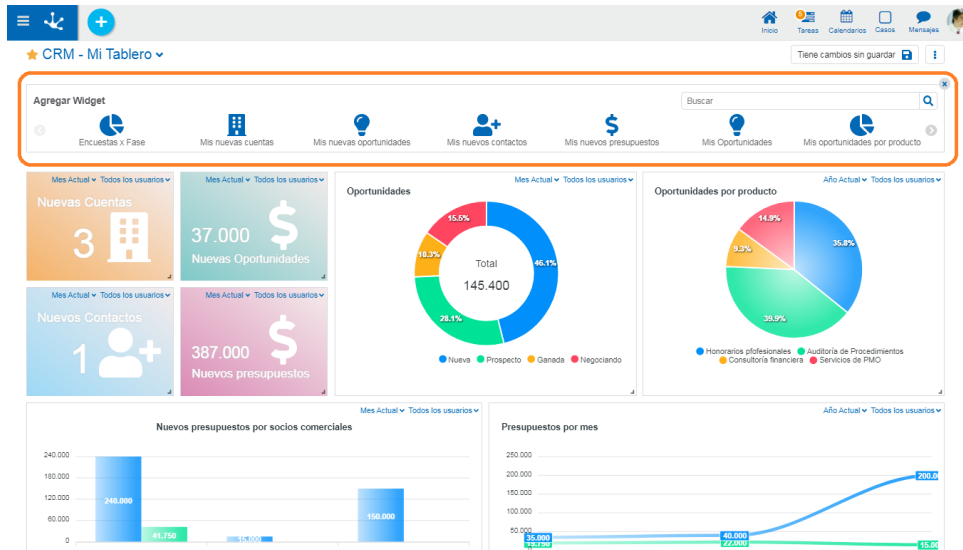 Inicio Tareas Calendarios Casos Mensajes
CRM - Mi Tablero
Tiene cambios sin guardar
Agregar Widget
Buscar
Encuestas x Fase Mis nuevas cuentas Mis nuevas oportunidades Mis nuevos contactos Mis nuevos presupuestos Mis Oportunidades Mis oportunidades por producto
Mes Actual Todos los usuarios
Nuevas Cuentas
3
Mes Actual Todos los usuarios
37.000
Nuevas Oportunidades
Mes Actual Todos los usuarios
Nuevos Contactos
1
Mes Actual Todos los usuarios
387.000
Nuevos presupuestos
Mes Actual Todos los usuarios
Oportunidades
15.5%
10.3%
46.1%
28.1%
Total
145.400
Nueva Prospecto Ganada Negociando
Año Actual Todos los usuarios
Oportunidades por producto
14.9%
9.3%
35.8%
39.9%
Honorarios pfofesionales Auditoría de Procedimientos
Consultoría financiera Servicios de PMO
Mes Actual Todos los usuarios
Nuevos presupuestos por socios comerciales
240.000
180.000
120.000
60.000
0
240.000
41.750
15.000
150.000
Año Actual Todos los usuarios
Presupuestos por mes
250.000
200.000
150.000
100.000
50.000
0
35.000
40.000
22.000